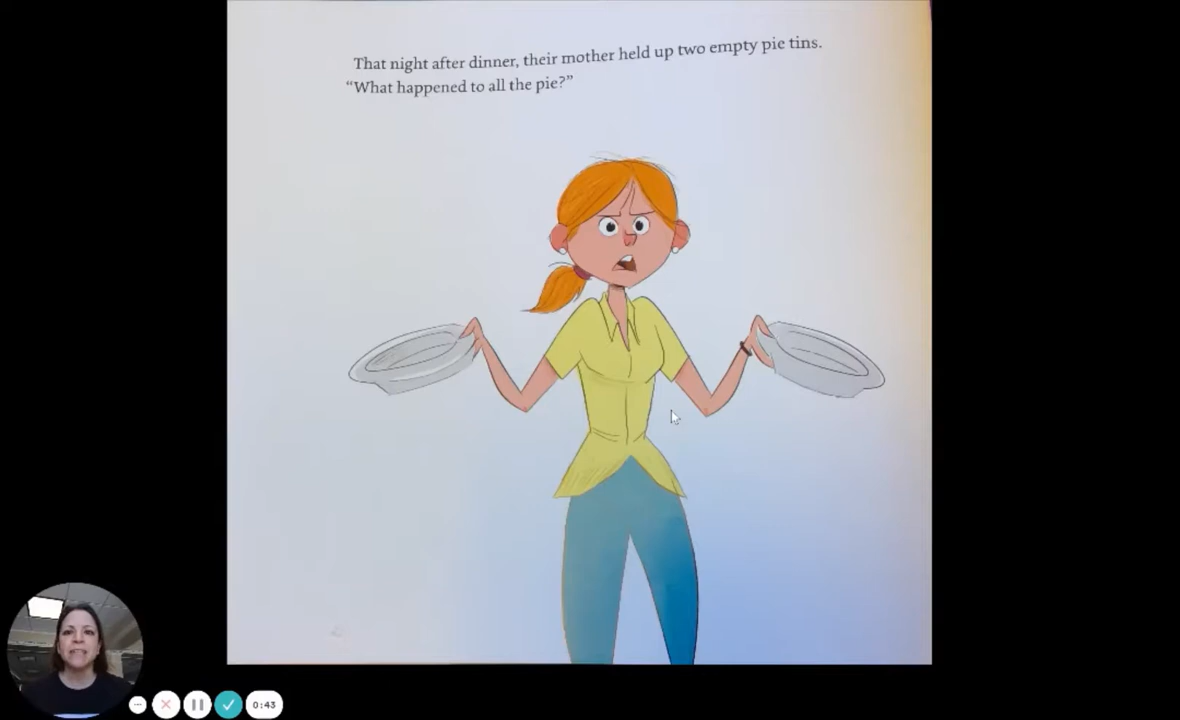 That night after dinner, their mother held up two empty pie tins.
“What happened to all the pie?”
0:43